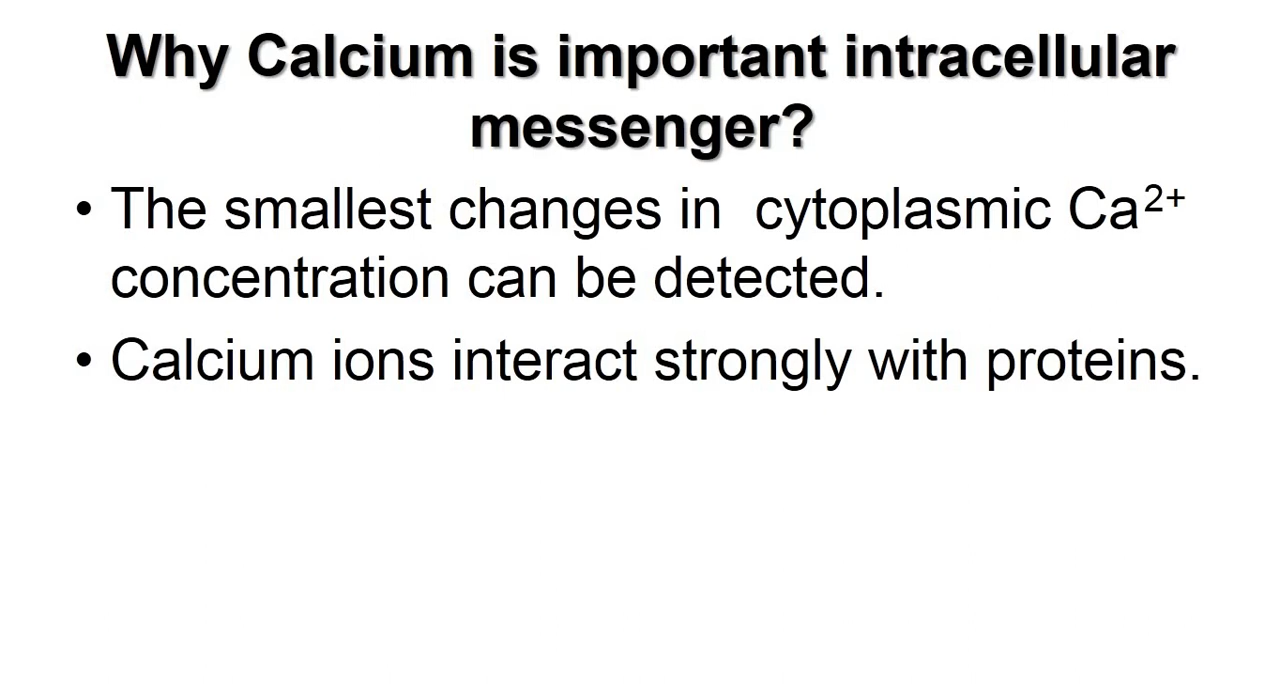 Why Calcium is important intracellular
messenger?
• The smallest changes in  cytoplasmic Ca²⁺
concentration can be detected.
• Calcium ions interact strongly with proteins.